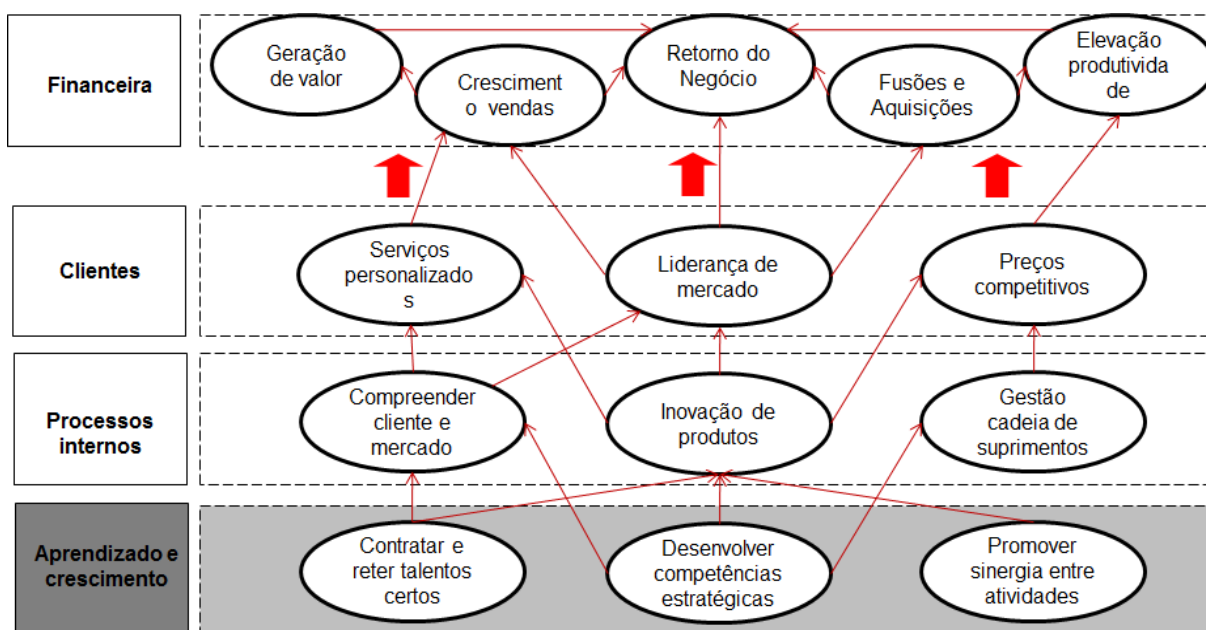 Financeira
Geração
de valor
Cresciment
o vendas
Retorno do
Negócio
Fusões e
Aquisições
Elevação
produtivida
de
Clientes
Serviços
personalizado
s
Liderança de
mercado
Preços
competitivos
Processos
internos
Compreender
cliente e
mercado
Inovação de
produtos
Gestão
cadeia de
suprimentos
Aprendizado e
crescimento
Contratar e
reter talentos
certos
Desenvolver
competências
estratégicas
Promover
sinergia entre
atividades